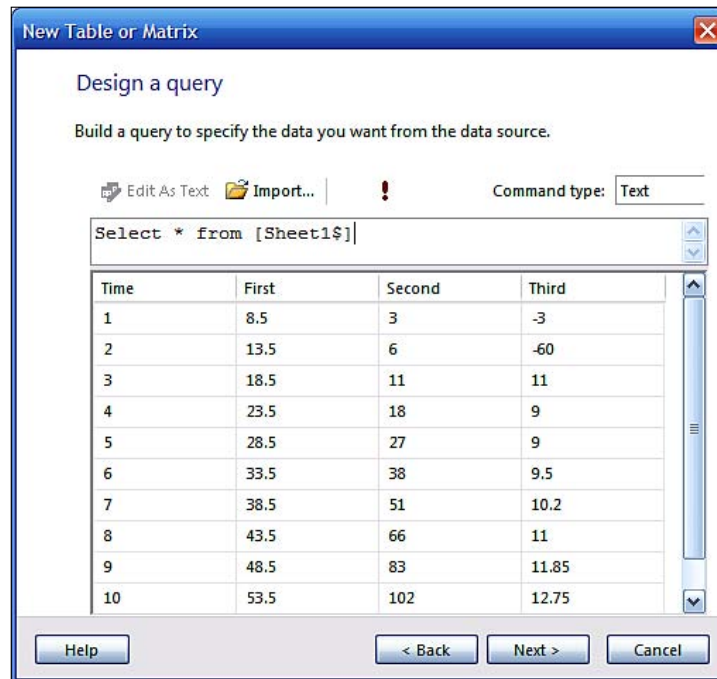 New Table or Matrix
Design a query
Build a query to specify the data you want from the data source.
Edit As Text Import... ! Command type: Text
Select * from [Sheet1$]
Time First Second Third
1 8.5 3 -3
2 13.5 6 -60
3 18.5 11 11
4 23.5 18 9
5 28.5 27 9
6 33.5 38 9.5
7 38.5 51 10.2
8 43.5 66 11
9 48.5 83 11.85
10 53.5 102 12.75
Help < Back Next > Cancel